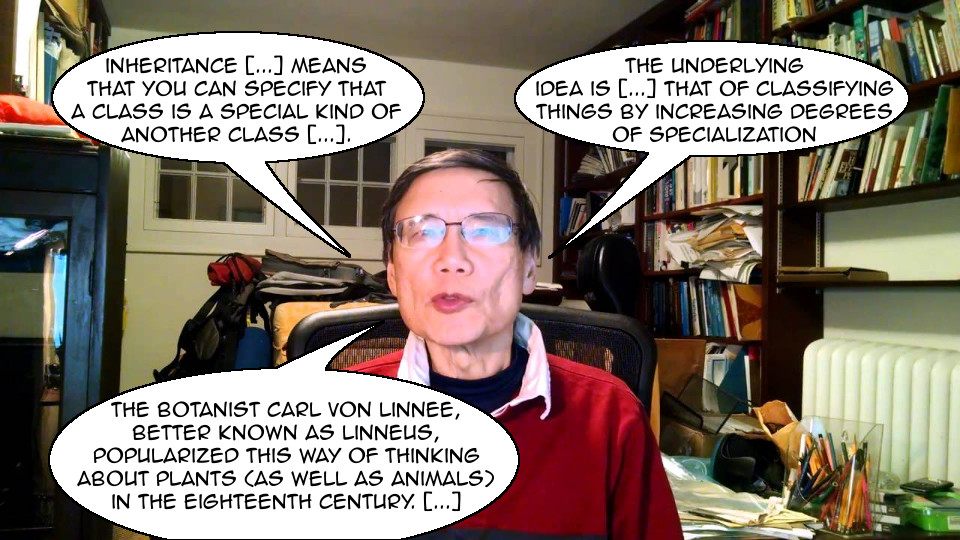 INHERITANCE [...] MEANS
THAT YOU CAN SPECIFY THAT
A CLASS IS A SPECIAL KIND OF
ANOTHER CLASS [...].
THE UNDERLYING
IDEA IS [...] THAT OF CLASSIFYING
THINGS BY INCREASING DEGREES
OF SPECIALIZATION
THE BOTANIST CARL VON LINNEE,
BETTER KNOWN AS LINNEUS,
POPULARIZED THIS WAY OF THINKING
ABOUT PLANTS (AS WELL AS ANIMALS)
IN THE EIGHTEENTH CENTURY. [...]